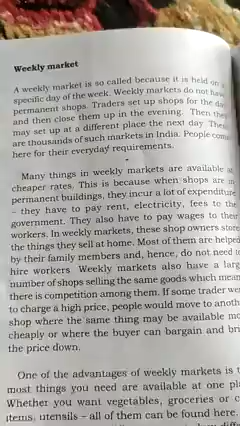 Weekly market
A weekly market is so called because it is held on a
specific day of the week. Weekly markets do not have
permanent shops. Traders set up shops for the day
and then close them up in the evening. Then they
may set up at a different place the next day. There
are thousands of such markets in India. People come
here for their everyday requirements.
Many things in weekly markets are available at
cheaper rates. This is because when shops are in
permanent buildings, they incur a lot of expenditure
– they have to pay rent, electricity, fees to the
government. They also have to pay wages to their
workers. In weekly markets, these shop owners store
the things they sell at home. Most of them are helped
by their family members and, hence, do not need to
hire workers. Weekly markets also have a large
number of shops selling the same goods which
there is competition among them. If some trader
to charge a high price, people would move to
shop where the same thing may be available
cheaply or where the buyer can bargain and
the price down.
One of the advantages of weekly markets is
most things you need are available at one
Whether you want vegetables, groceries or
items, utensils – all of them can be found here.